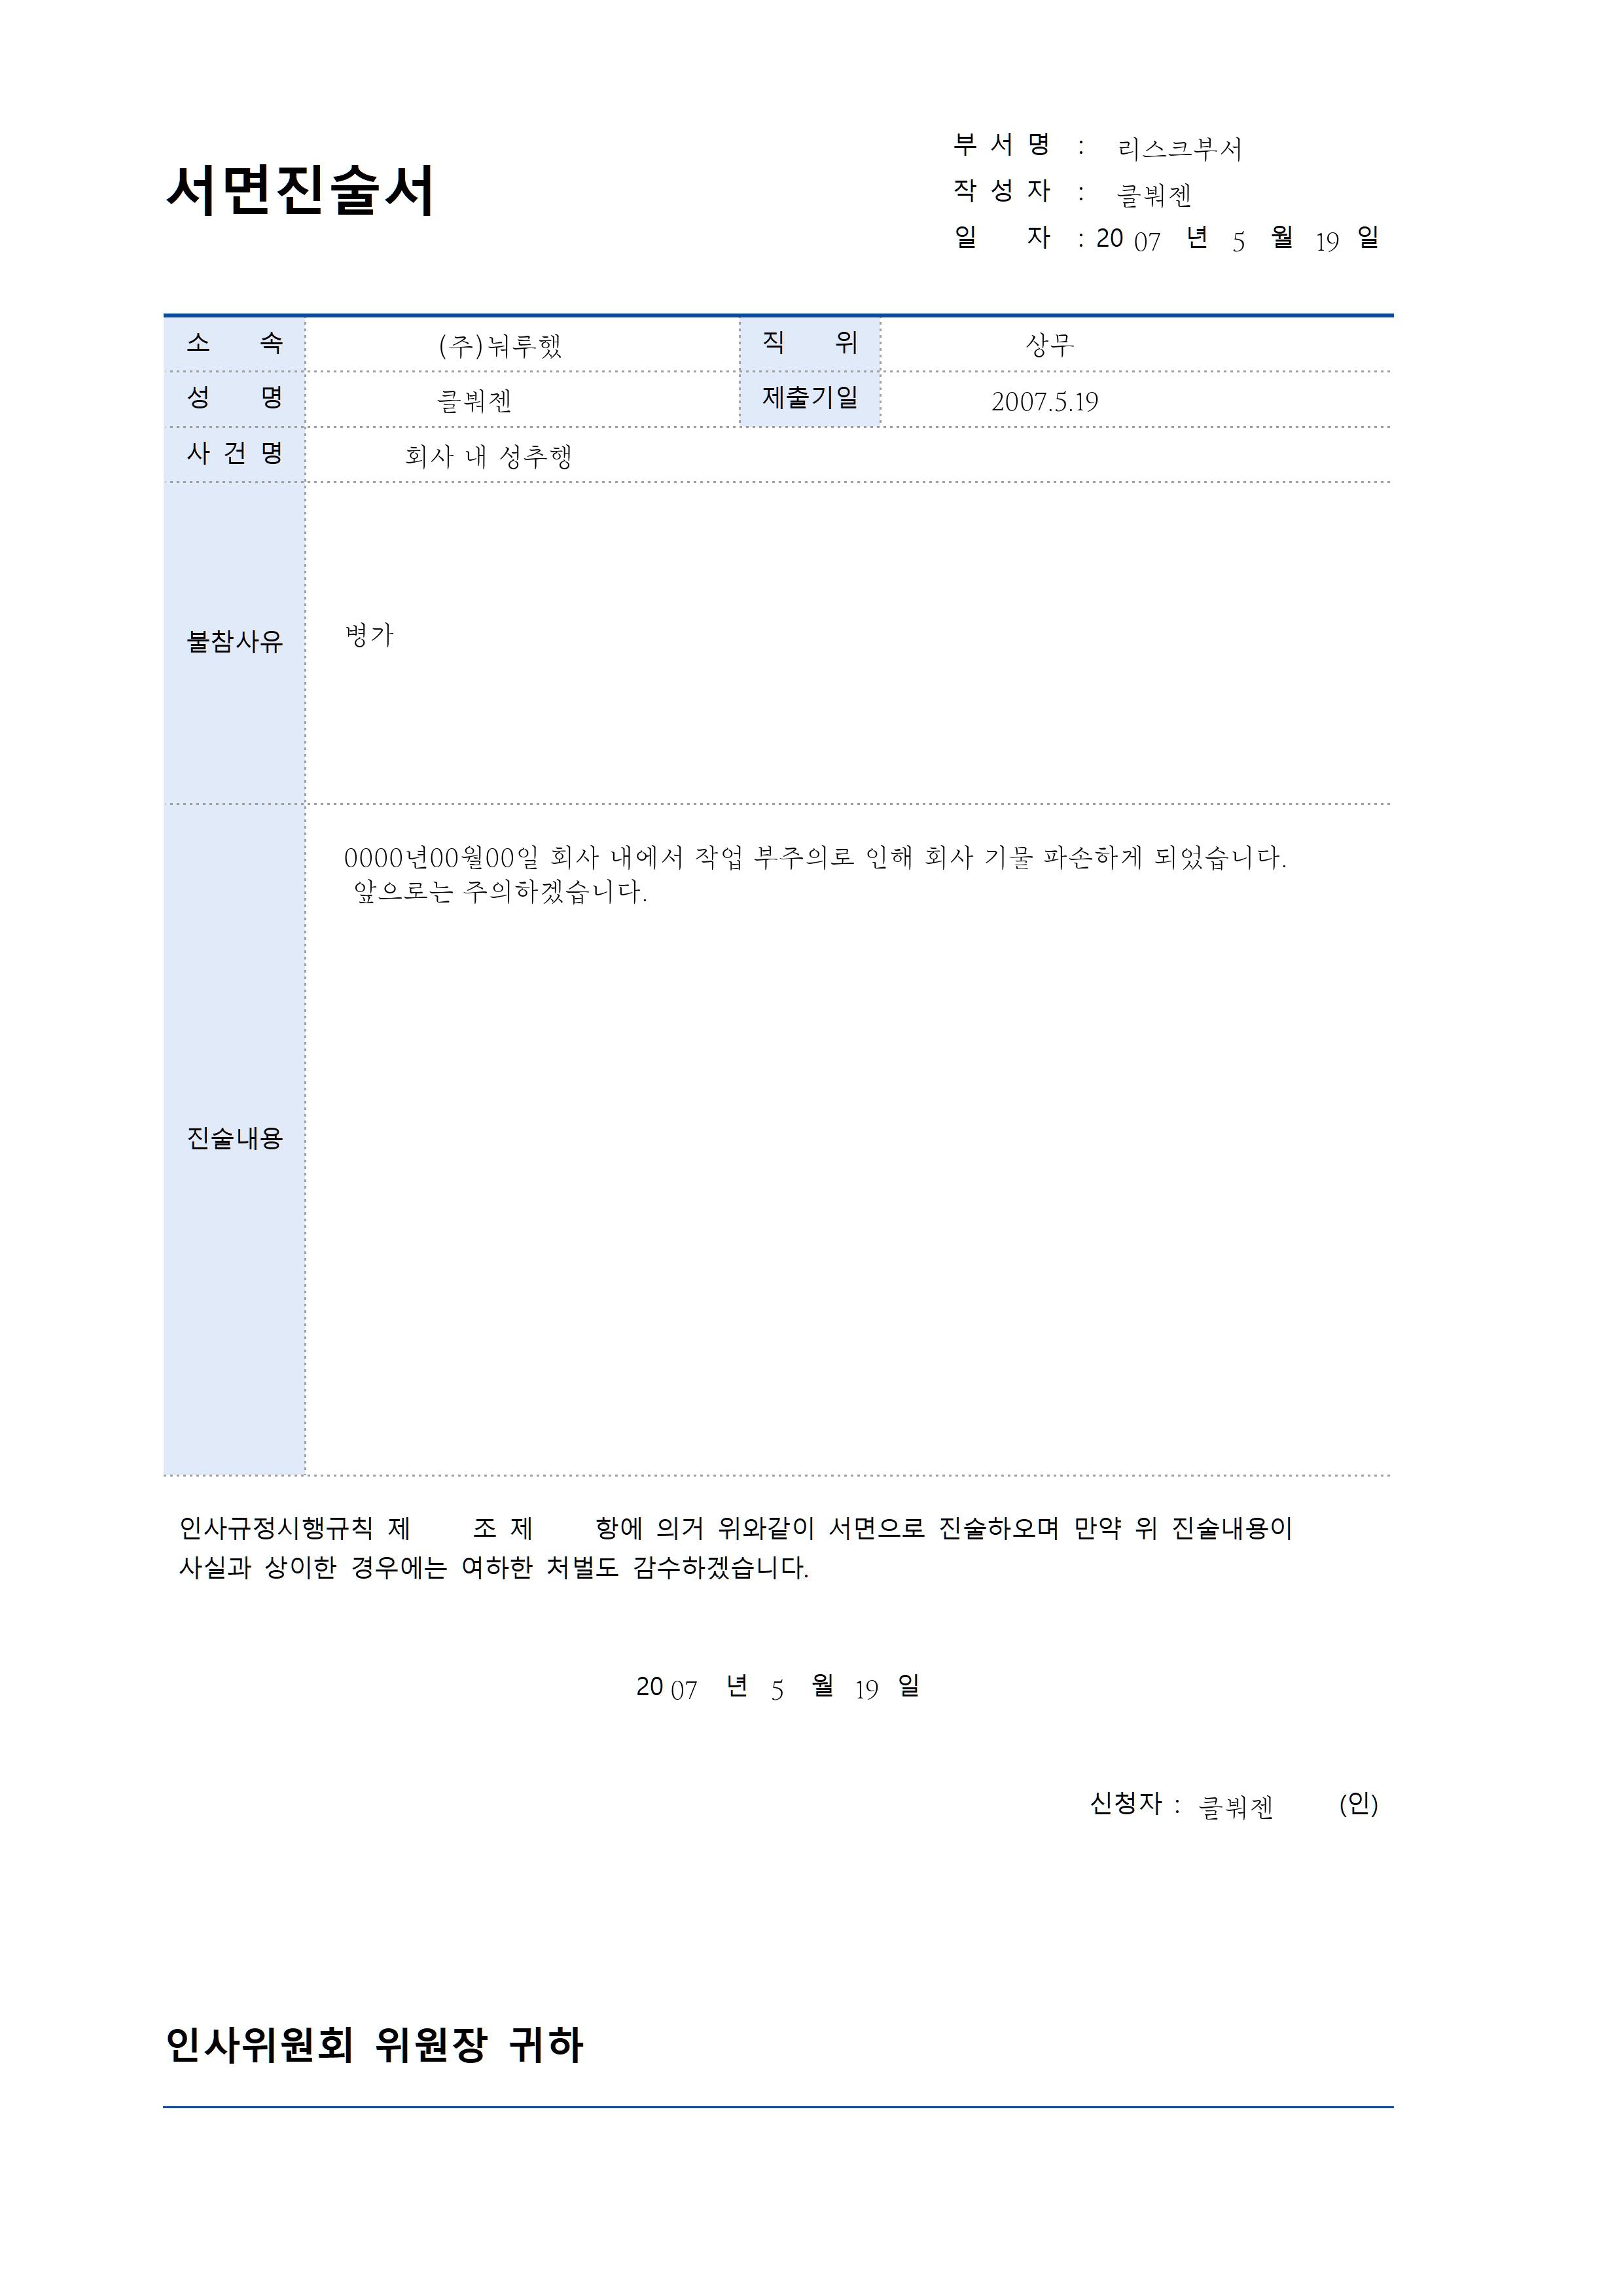 서면진술서
부 서 명 : 리스크부서
작 성 자 : 클붜젠
일 자 : 20 07 년 5 월 19 일
소 속 (주)눠루했 직 위 상무
성 명 클붜젠 제출기일 2007.5.19
사 건 명 회사 내 성추행
불참사유 병가
0000년00월00일 회사 내에서 작업 부주의로 인해 회사 기물 파손하게 되었습니다.
앞으로는 주의하겠습니다.
진술내용
인사규정시행규칙 제 조 제 항에 의거 위와같이 서면으로 진술하오며 만약 위 진술내용이
사실과 상이한 경우에는 여하한 처벌도 감수하겠습니다.
20 07 년 5 월 19 일
신청자 : 클붜젠 (인)
인사위원회 위원장 귀하